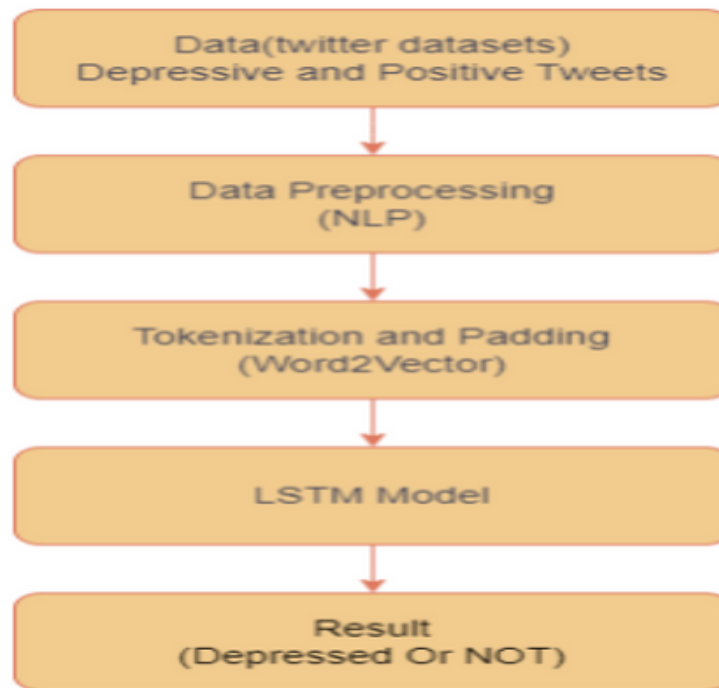 Data(twitter datasets)
Depressive and Positive Tweets
Data Preprocessing
(NLP)
Tokenization and Padding
(Word2Vector)
LSTM Model
Result
(Depressed Or NOT)